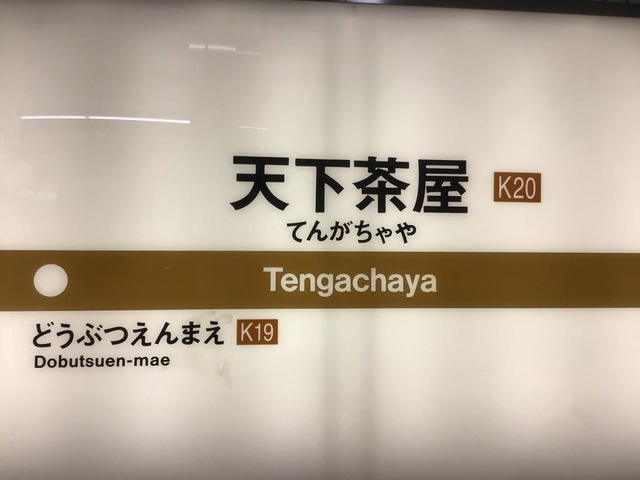 天下茶屋 K20
てんがちゃや
Tengachaya
どうぶつえんまえ K19
Dobutsuen-mae